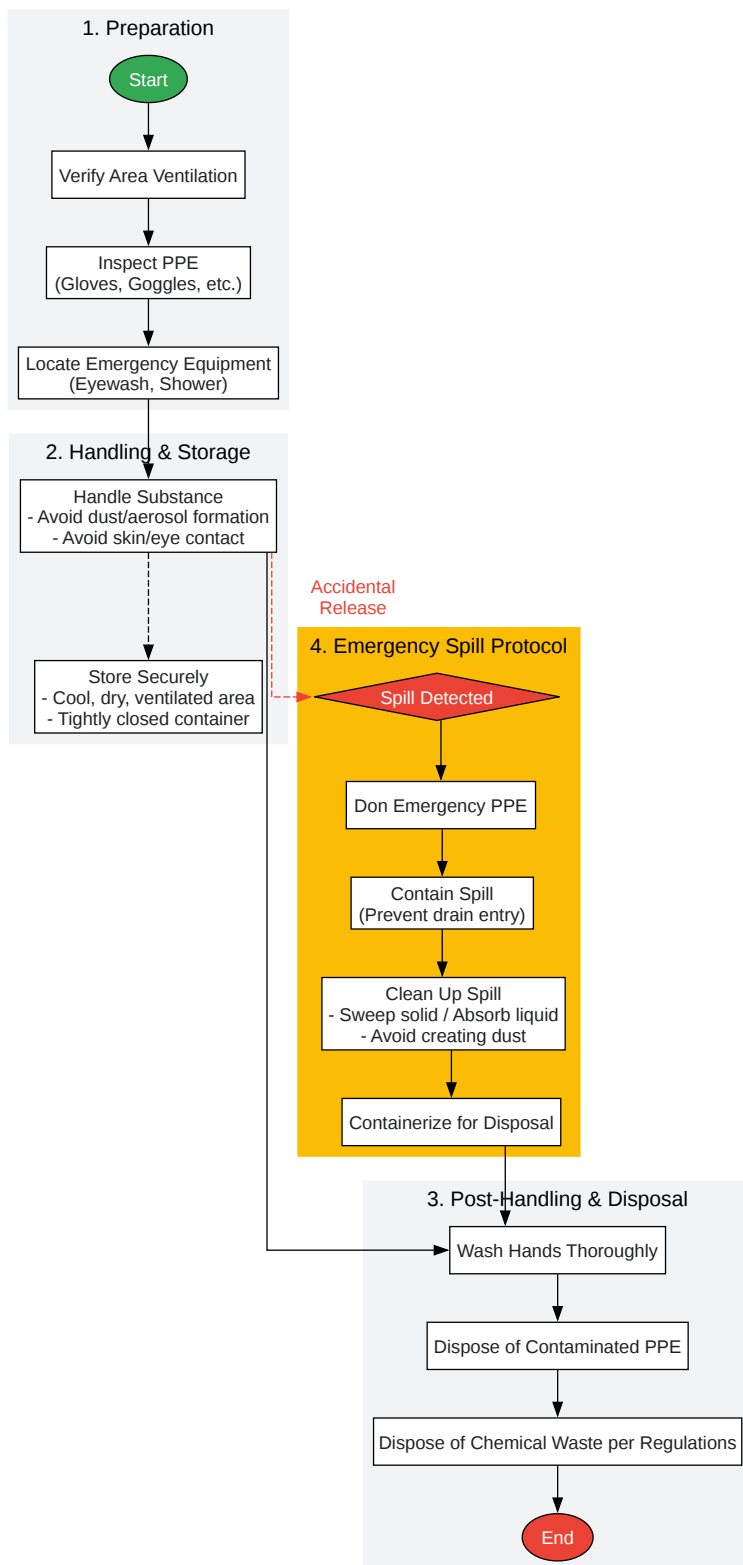 1. Preparation
Start
Verify Area Ventilation
Inspect PPE
(Gloves, Goggles, etc.)
Locate Emergency Equipment
(Eyewash, Shower)
2. Handling & Storage
Handle Substance
- Avoid dust/aerosol formation
- Avoid skin/eye contact
Accidental
Release
Store Securely
- Cool, dry, ventilated area
- Tightly closed container
4. Emergency Spill Protocol
Spill Detected
Don Emergency PPE
Contain Spill
(Prevent drain entry)
Clean Up Spill
- Sweep solid / Absorb liquid
- Avoid creating dust
Containerize for Disposal
3. Post-Handling & Disposal
Wash Hands Thoroughly
Dispose of Contaminated PPE
Dispose of Chemical Waste per Regulations
End